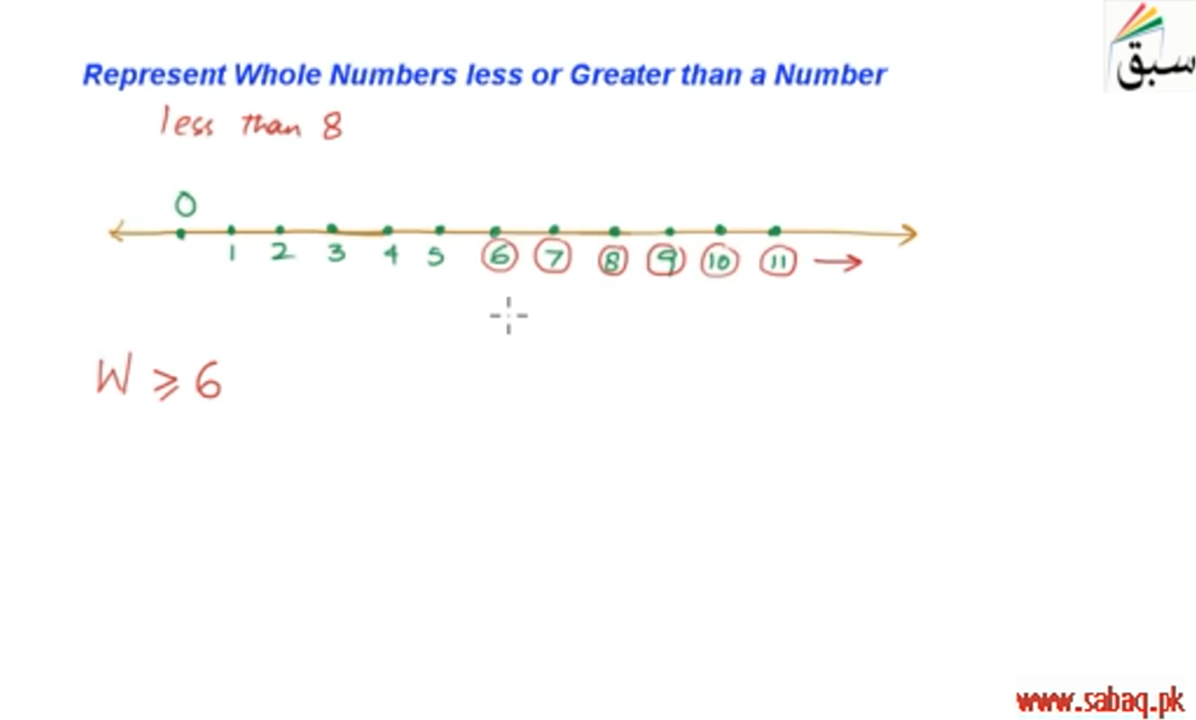 سبق
Represent Whole Numbers less or Greater than a Number
less than 8
0
1 2 3 4 5 6 7 8 9 10 11
W ⩾ 6
www.sabaq.pk